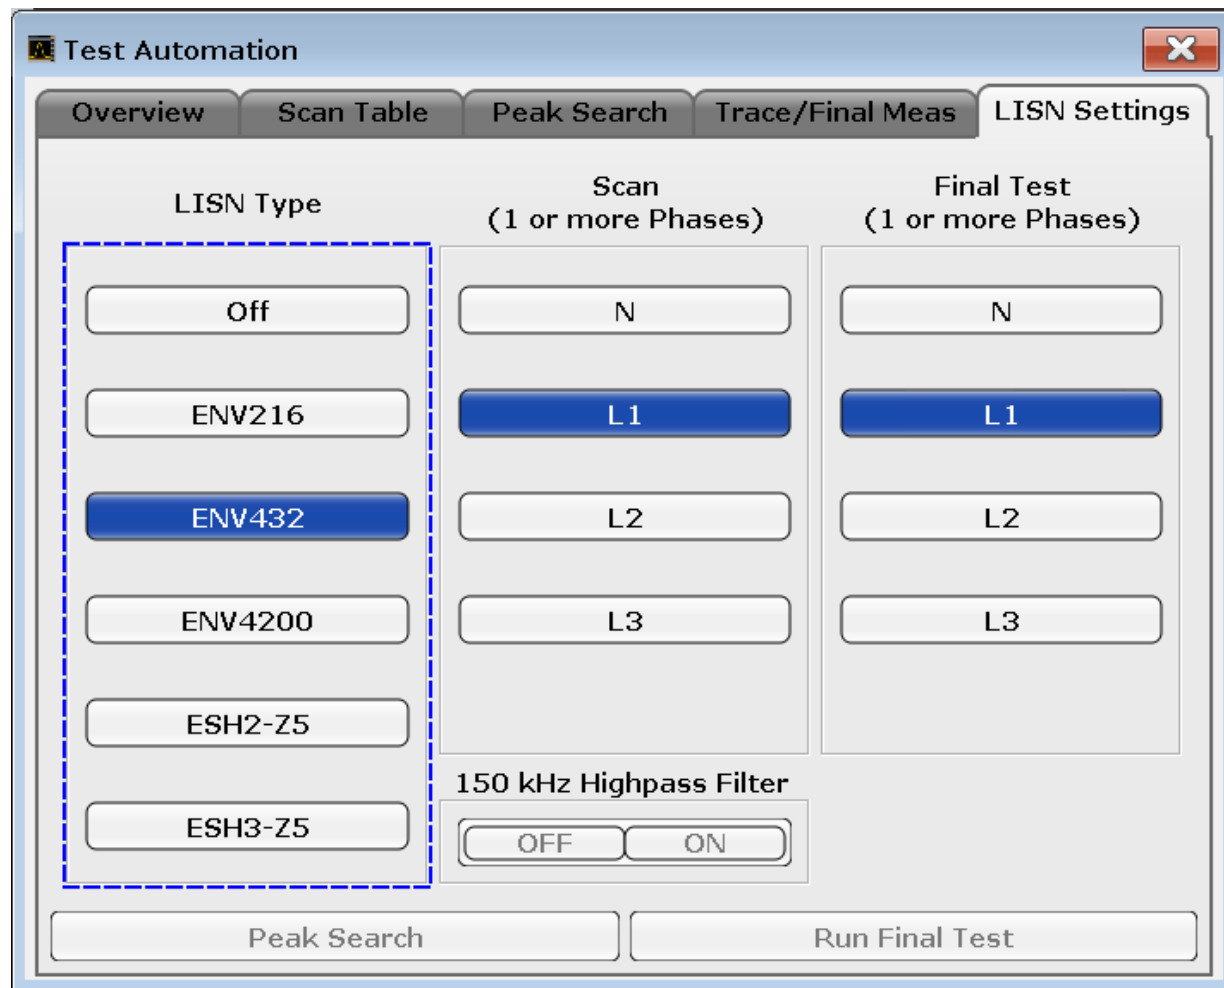 Test Automation
Overview Scan Table Peak Search Trace/Final Meas LISN Settings
LISN Type
Scan
(1 or more Phases)
Final Test
(1 or more Phases)
Off
ENV216
ENV432
ENV4200
ESH2-Z5
ESH3-Z5
N
L1
L2
L3
150 kHz Highpass Filter
OFF ON
N
L1
L2
L3
Peak Search Run Final Test